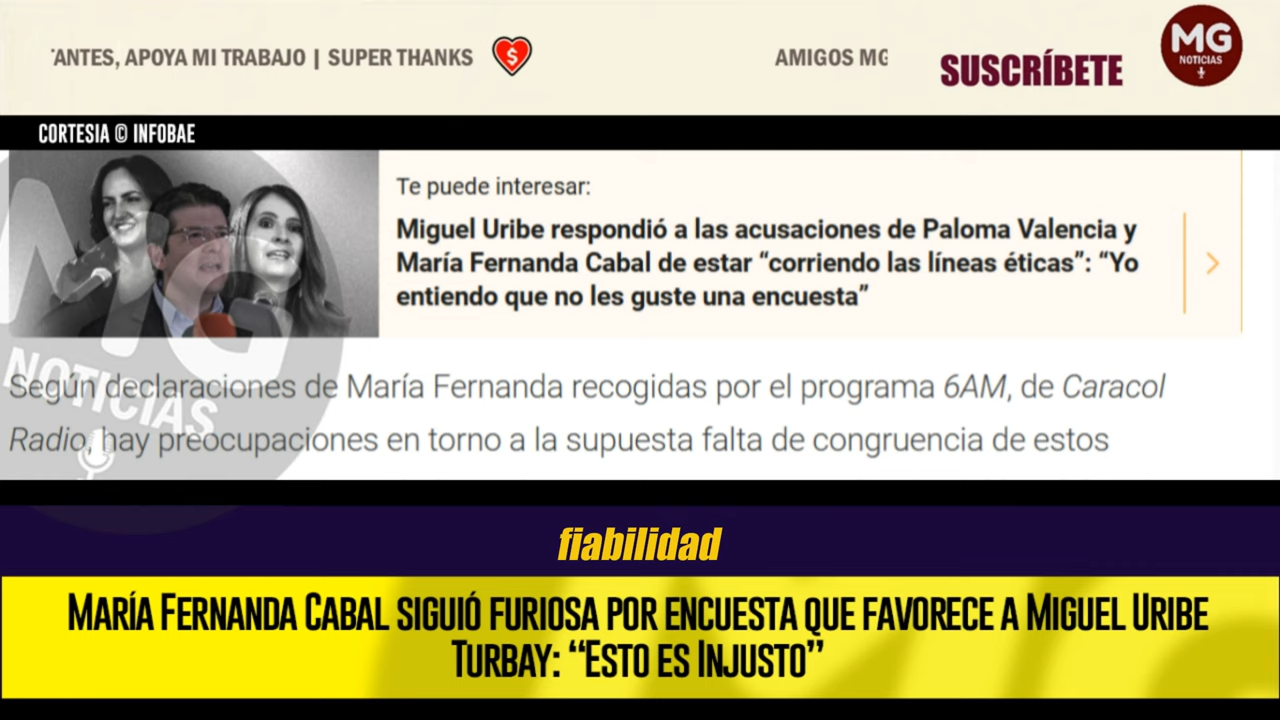 'ANTES, APOYA MI TRABAJO | SUPER THANKS
AMIGOS MG
SUSCRÍBETE
MG
NOTICIAS
CORTESIA © INFOBAE
Te puede interesar:
Miguel Uribe respondió a las acusaciones de Paloma Valencia y
María Fernanda Cabal de estar “corriendo las líneas éticas”: “Yo
entiendo que no les guste una encuesta”
MG
NOTICIAS
Según declaraciones de María Fernanda recogidas por el programa 6AM, de Caracol
Radio, hay preocupaciones en torno a la supuesta falta de congruencia de estos
fiabilidad
MARÍA FERNANDA CABAL SIGUIÓ FURIOSA POR ENCUESTA QUE FAVORECE A MIGUEL URIBE
TURBAY: “ESTO ES INJUSTO”